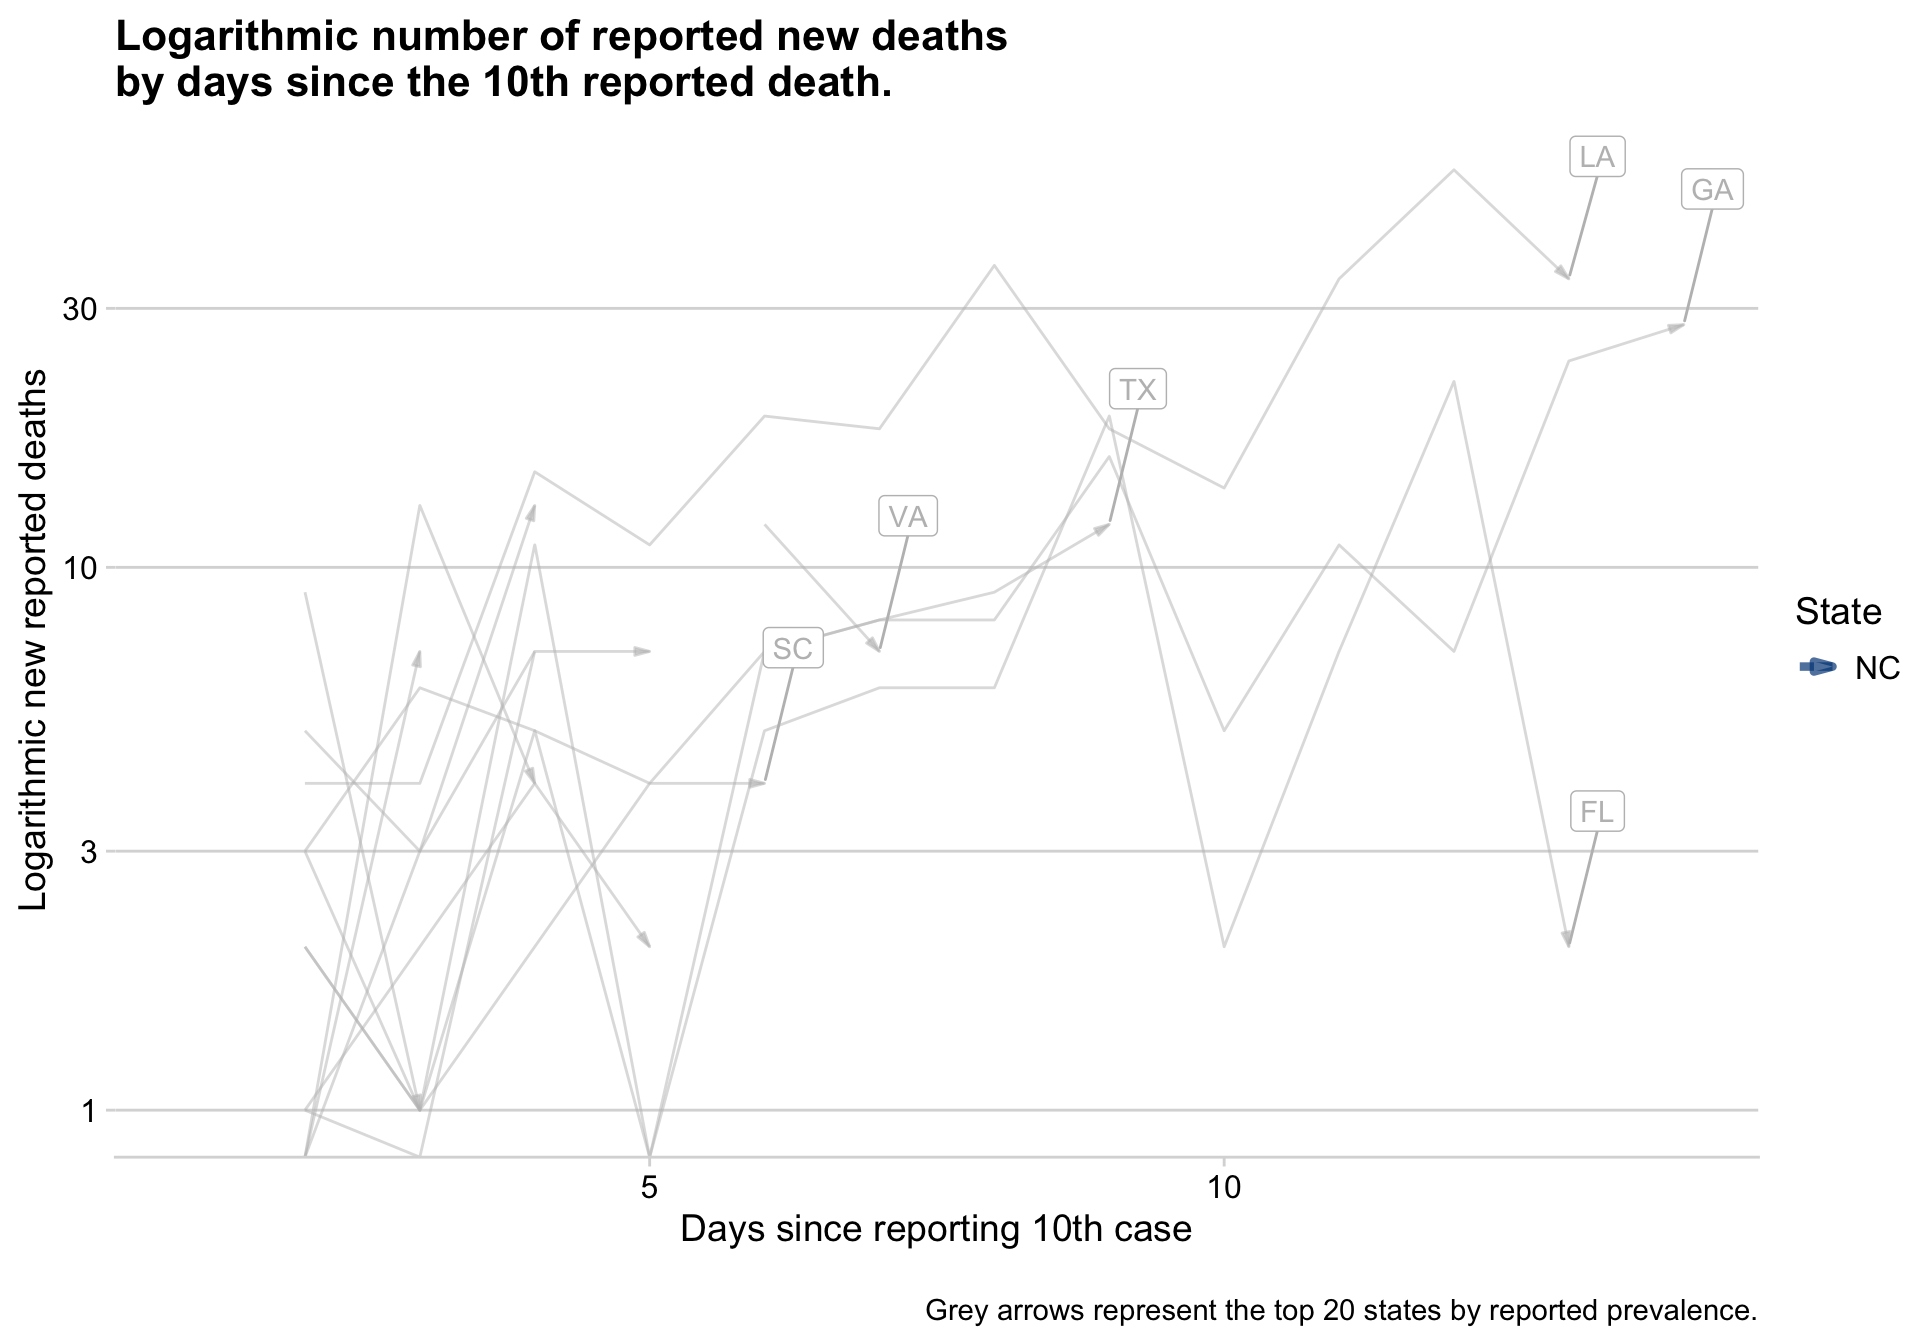 Logarithmic number of reported new deaths
by days since the 10th reported death.
LA
GA
30
TX
VA
10
SC
State
NC
FL
3
1
Logarithmic new reported deaths
5
10
Days since reporting 10th case
Grey arrows represent the top 20 states by reported prevalence.